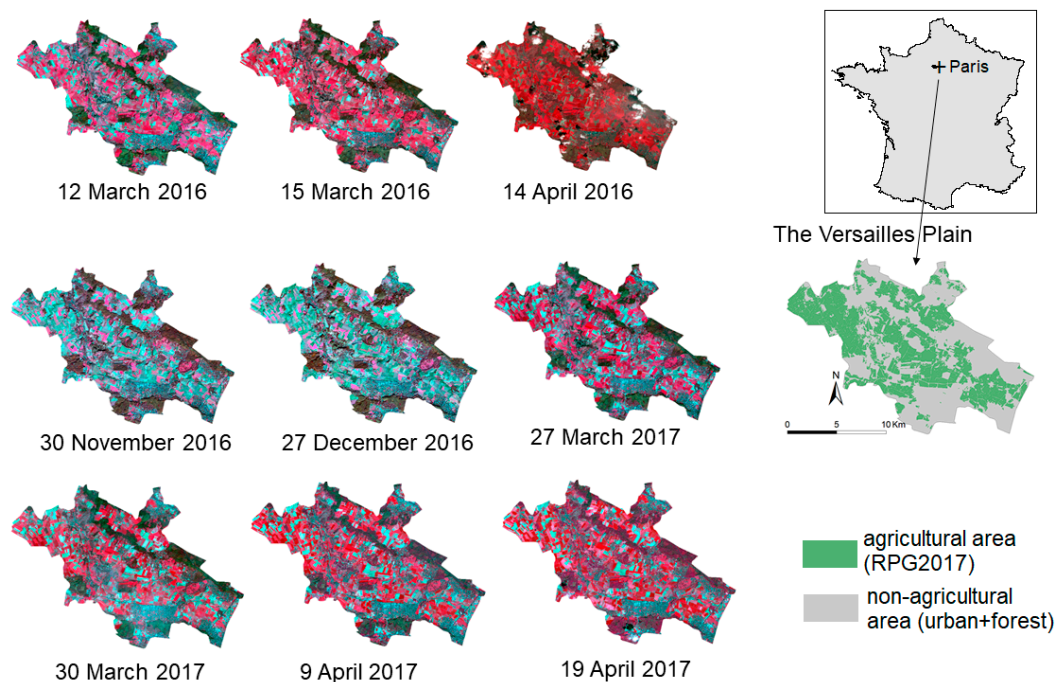 12 March 2016
15 March 2016
14 April 2016
Paris
The Versailles Plain
30 November 2016
27 December 2016
27 March 2017
N
0 5 10 Km
30 March 2017
9 April 2017
19 April 2017
agricultural area
(RPG2017)
non-agricultural
area (urban+forest)